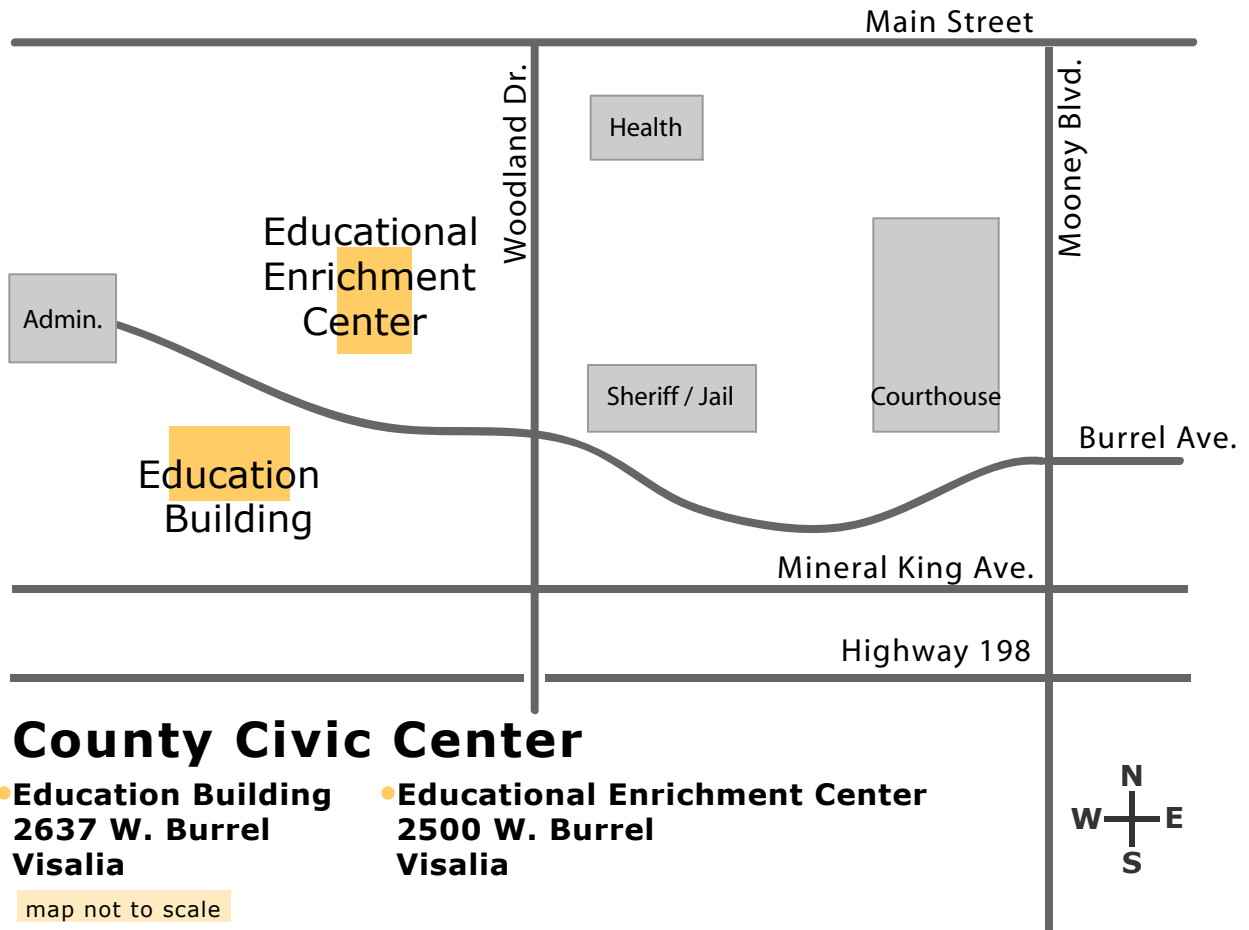 Main Street
Woodland Dr.
Mooney Blvd.
Health
Educational
Enrichment
Center
Admin.
Sheriff / Jail
Courthouse
Burrel Ave.
Education
Building
Mineral King Ave.
Highway 198
County Civic Center
Education Building
2637 W. Burrel
Visalia
Educational Enrichment Center
2500 W. Burrel
Visalia
map not to scale
N
W E
S